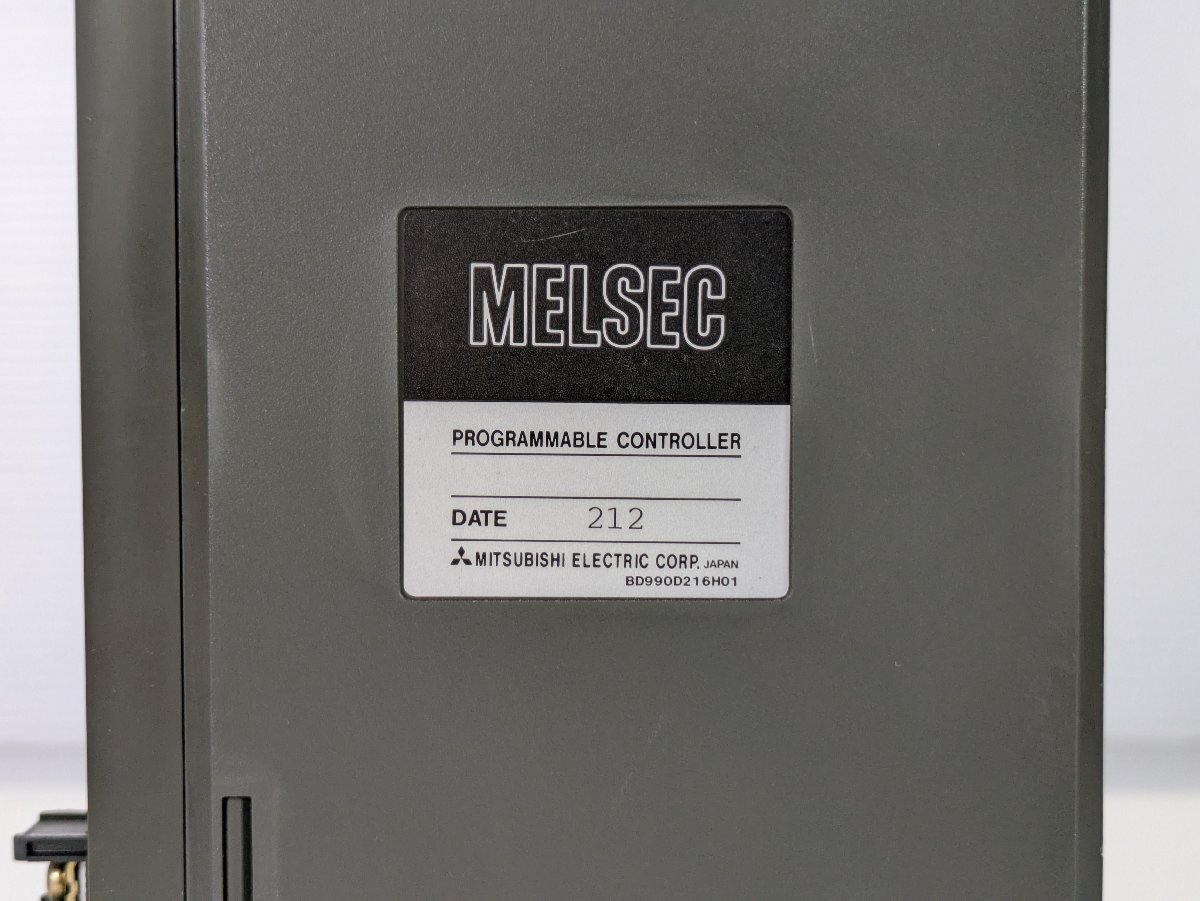 MELSEC
PROGRAMMABLE CONTROLLER
DATE 212
MITSUBISHI ELECTRIC CORP. JAPAN
BD990D216H01